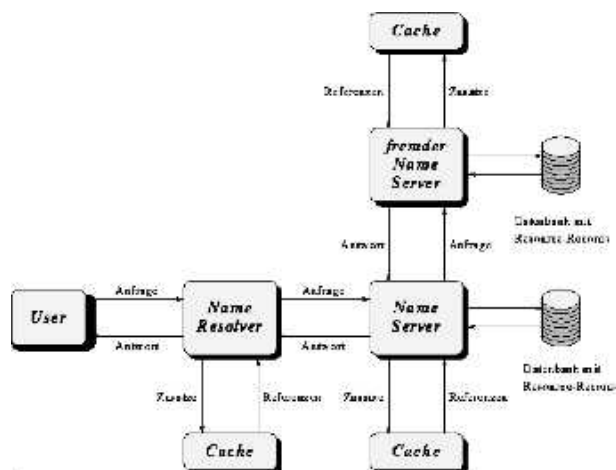 Cache
Referenzen
Zusätze
fremder
Name
Server
Datenbank mit
Resource-Records
Antwort
Anfrage
User
Anfrage
Antwort
Name
Resolver
Anfrage
Antwort
Name
Server
Datenbank mit
Resource-Records
Zusätze
Referenzen
Zusätze
Referenzen
Cache
Cache